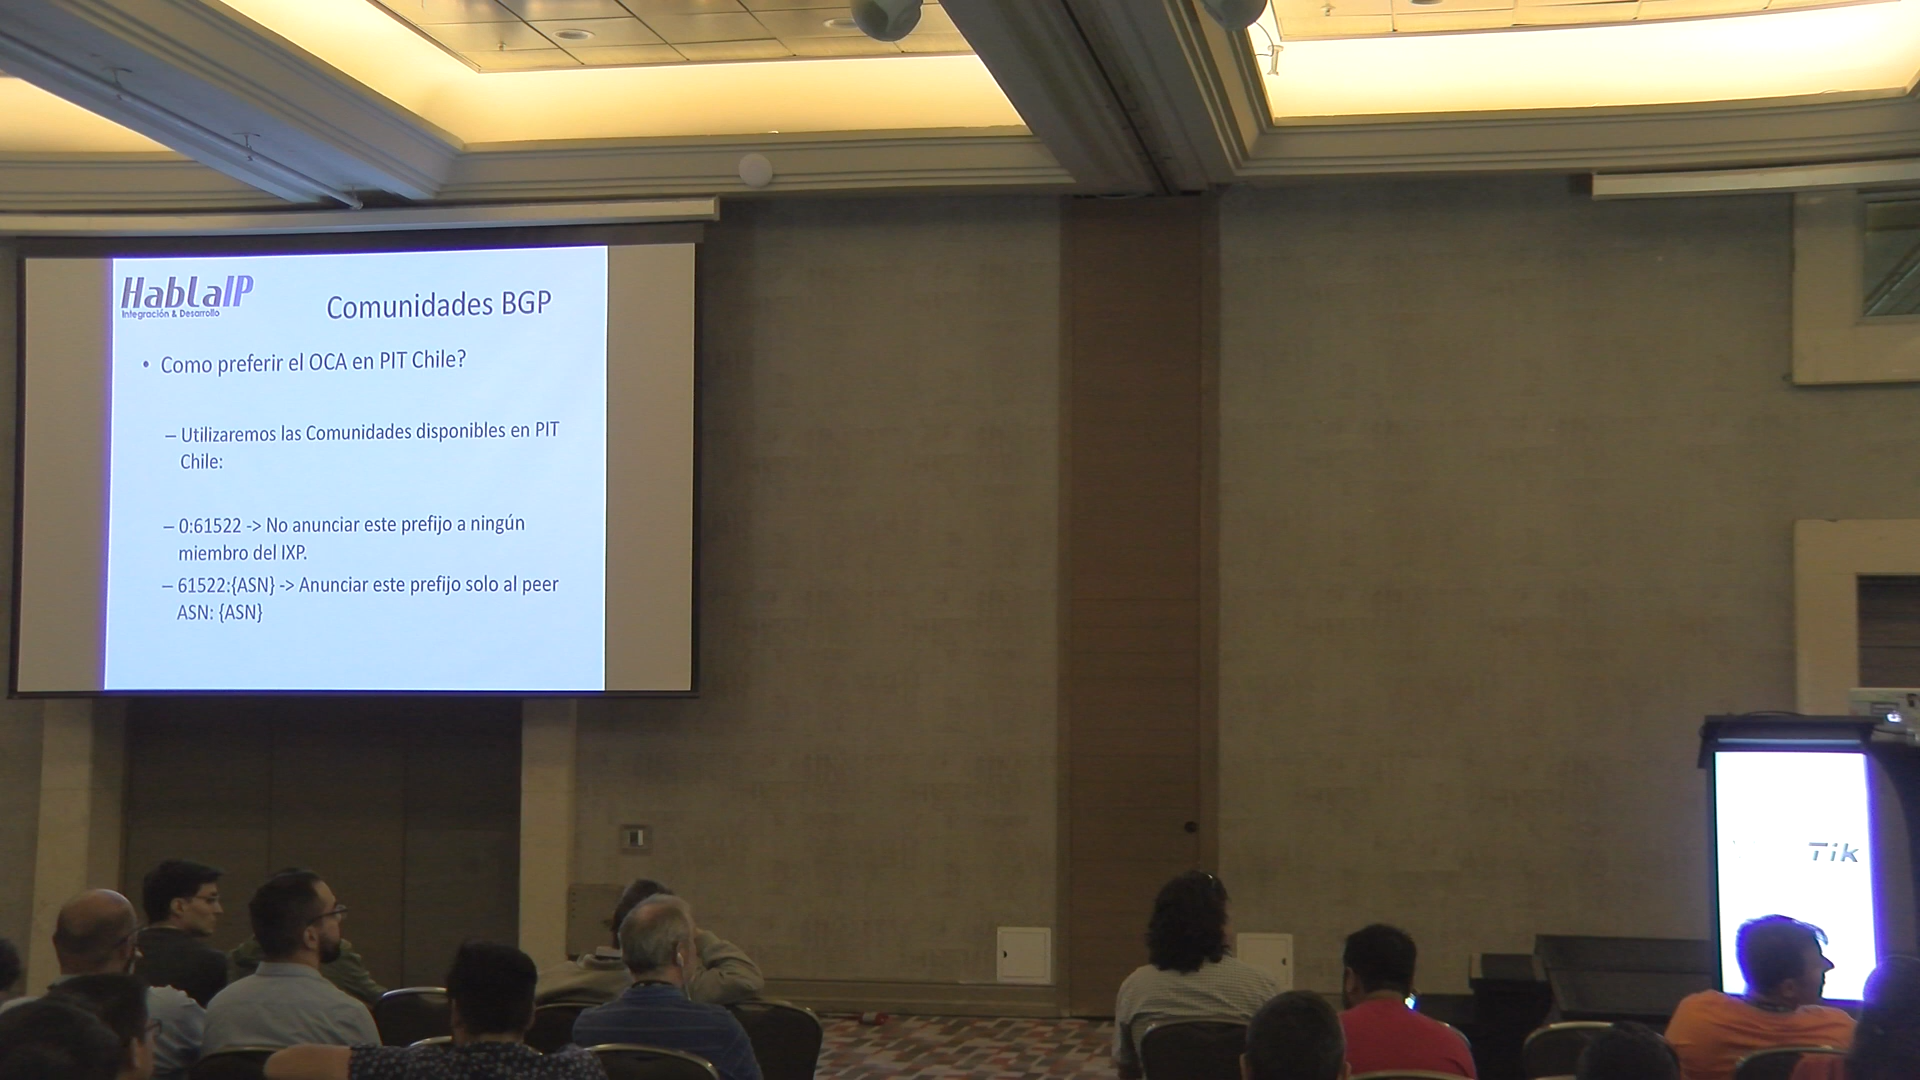 HablaIP
Integración & Desarrollo
Comunidades BGP
• Como preferir el OCA en PIT Chile?
– Utilizaremos las Comunidades disponibles en PIT
Chile:
– 0:61522 -> No anunciar este prefijo a ningún
miembro del IXP.
– 61522:{ASN} -> Anunciar este prefijo solo al peer
ASN: {ASN}
Tik